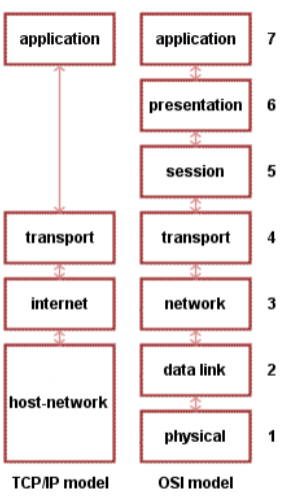 application application 7
presentation 6
session 5
transport transport 4
internet network 3
data link 2
host-network
physical 1
TCP/IP model OSI model